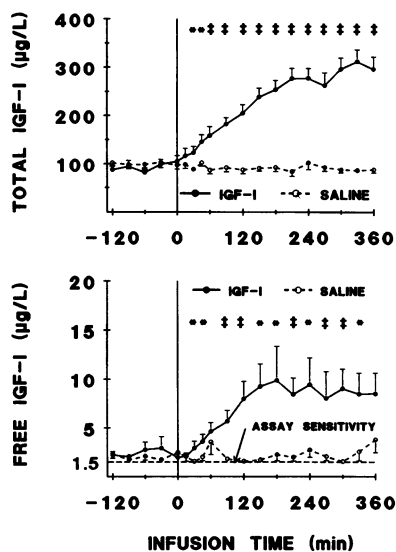 ** ‡ ‡ ‡ ‡ ‡ ‡ ‡ ‡ ‡ ‡ ‡
TOTAL IGF-I (µg/L)
400
300
200
100
IGF-I SALINE
-120 0 120 240 360
FREE IGF-I (µg/L)
20
15
10
5
1.5
IGF-I SALINE
** ‡ ‡ ‡ * * ‡ * ‡ ‡ *
ASSAY SENSITIVITY
-120 0 120 240 360
INFUSION TIME (min)